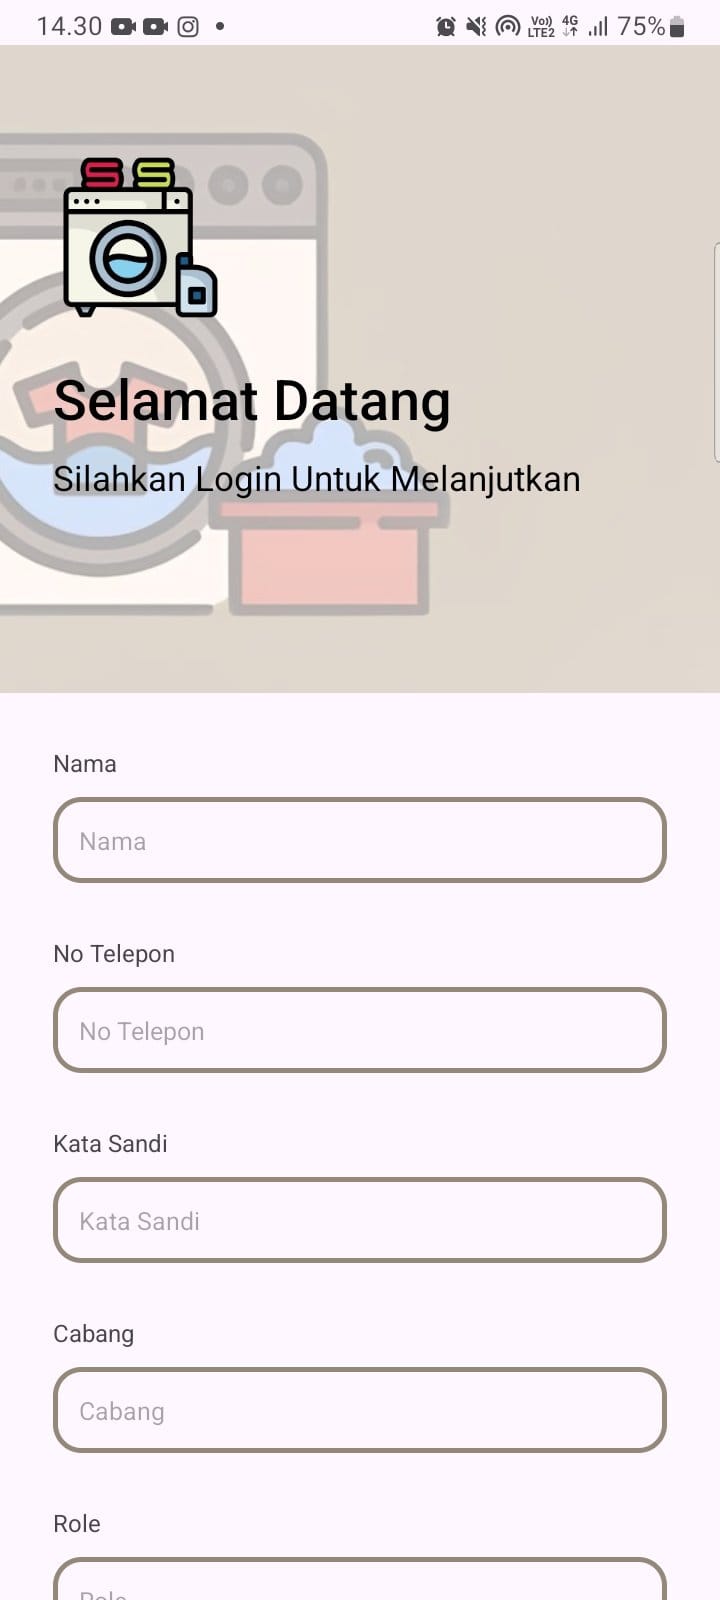 14.30 Vo)) LTE2 4G 75%
Selamat Datang
Silahkan Login Untuk Melanjutkan
Nama
Nama
No Telepon
No Telepon
Kata Sandi
Kata Sandi
Cabang
Cabang
Role
Role